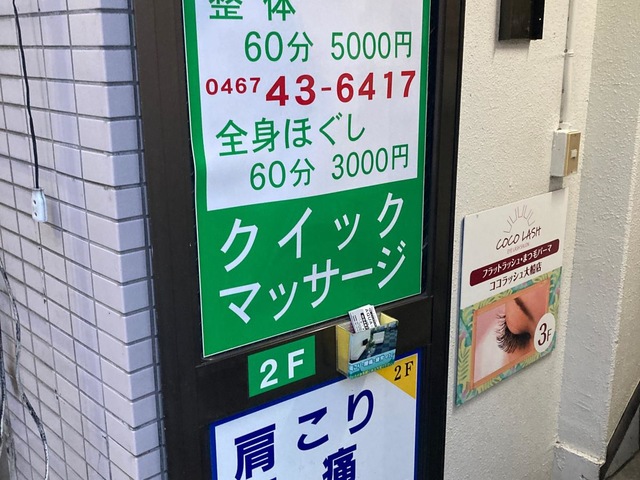 整体
60分 5000円
0467 43-6417
全身ほぐし
60分 3000円
クイック
マッサージ
2F
2F
肩こり
痛
COCO LASH
フラットラッシュ・まつ毛パーマ
ココラッシュ大船店
3F